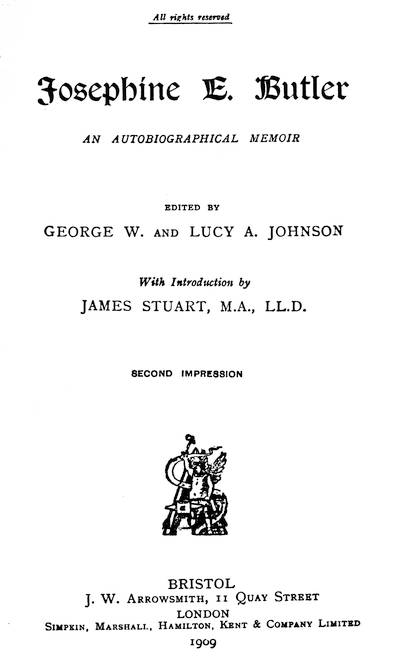 All rights reserved
Josephine E. Butler
AN AUTOBIOGRAPHICAL MEMOIR
EDITED BY
GEORGE W. AND LUCY A. JOHNSON
With Introduction by
JAMES STUART, M.A., LL.D.
SECOND IMPRESSION
BRISTOL
J. W. ARROWSMITH, 11 QUAY STREET
LONDON
SIMPKIN, MARSHALL, HAMILTON, KENT & COMPANY LIMITED
1909